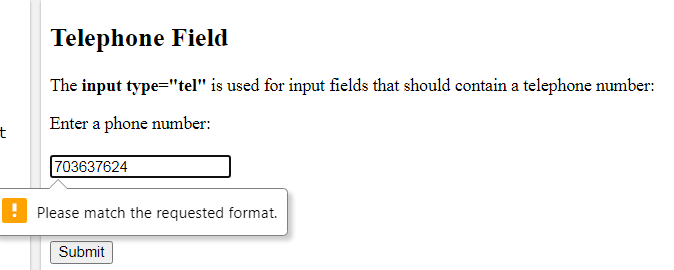 Telephone Field
The input type="tel" is used for input fields that should contain a telephone number:
t
Enter a phone number:
703637624
! Please match the requested format.
Submit